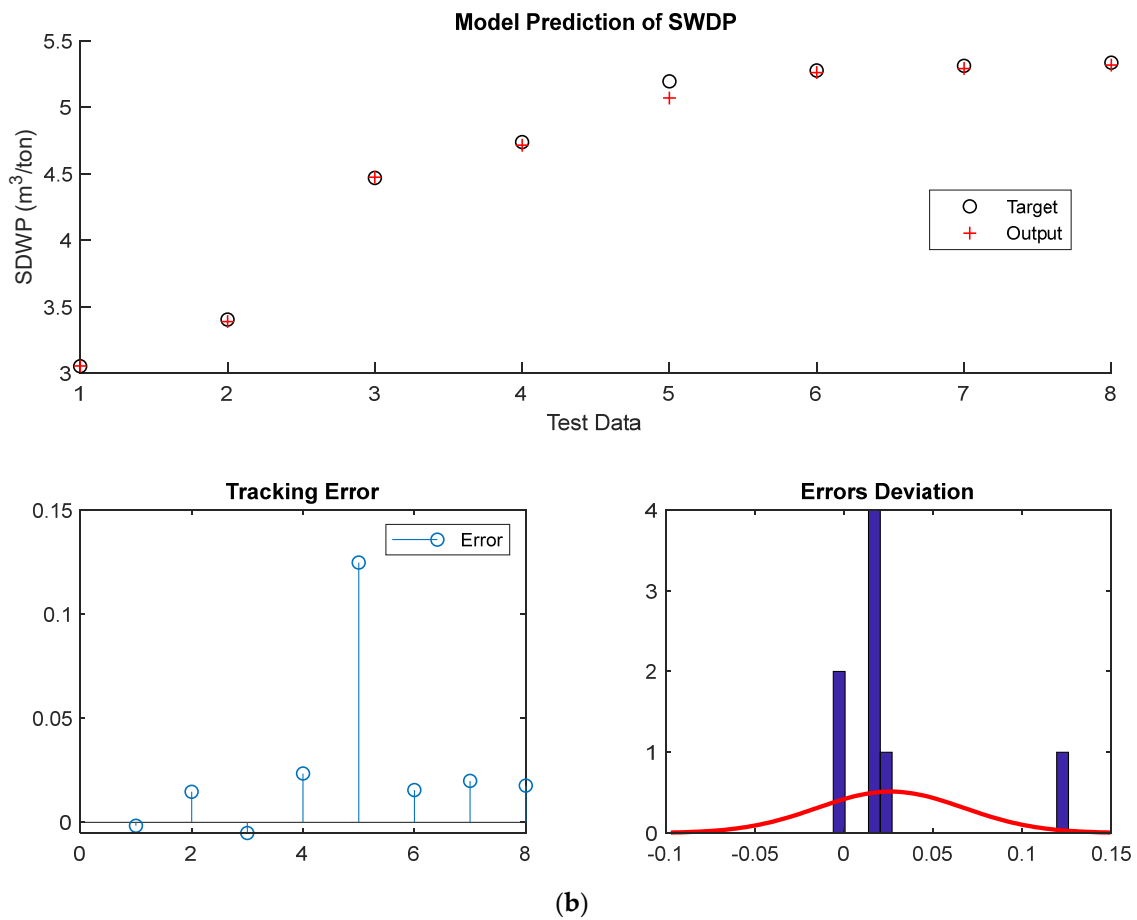 Model Prediction of SWDP
5.5
5
4.5
4
3.5
3
SDWP (m³/ton)
Target
Output
1 2 3 4 5 6 7 8
Test Data
Tracking Error
0.15
0.1
0.05
0
Error
0 2 4 6 8
Errors Deviation
4
3
2
1
0
-0.1 -0.05 0 0.05 0.1 0.15
(b)